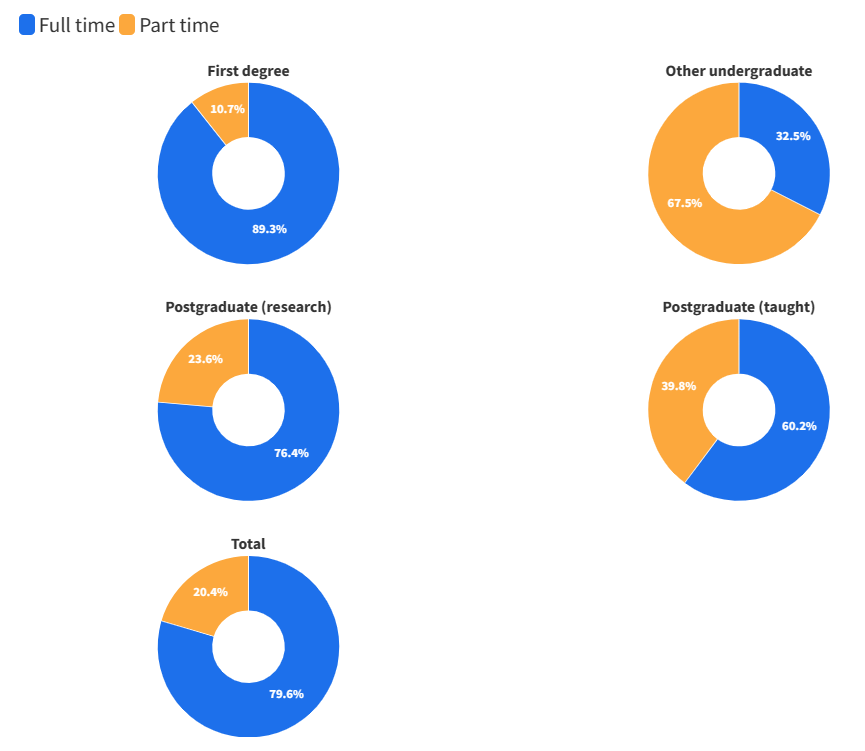 Full time Part time
First degree
10.7%
89.3%
Other undergraduate
32.5%
67.5%
Postgraduate (research)
23.6%
76.4%
Postgraduate (taught)
39.8%
60.2%
Total
20.4%
79.6%